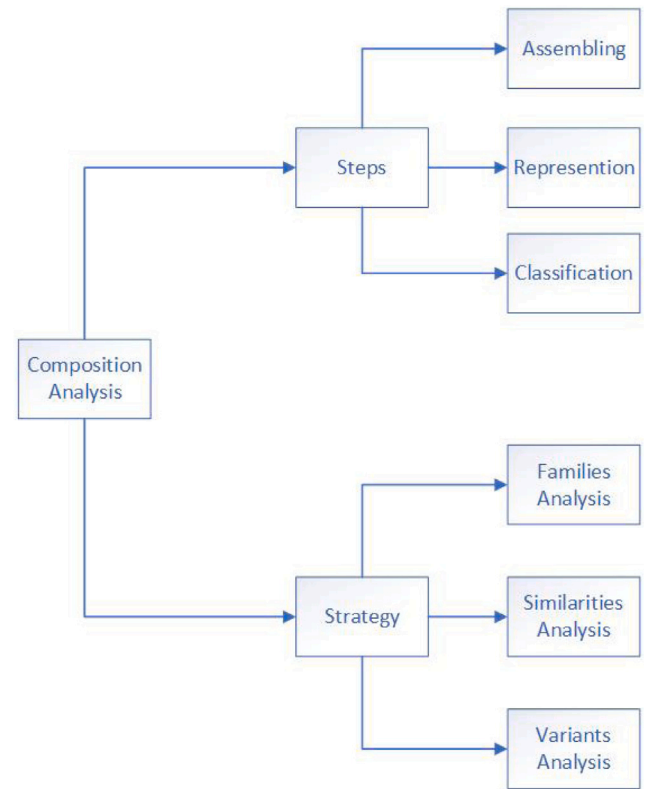 Assembling
Steps
Represention
Classification
Composition
Analysis
Families
Analysis
Strategy
Similarities
Analysis
Variants
Analysis